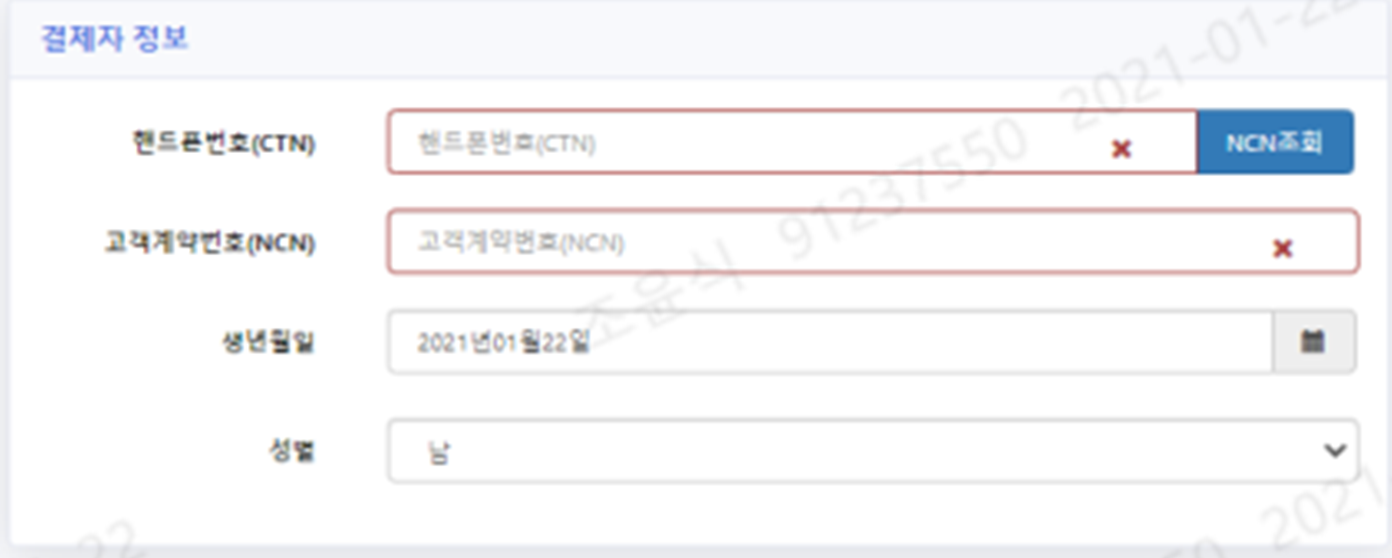 결제자 정보
핸드폰번호(CTN) 핸드폰번호(CTN) NCN조회
고객계약번호(NCN) 고객계약번호(NCN)
생년월일 2021년01월22일
성별 남
조윤식 91237550 2021-01-22
22
50 2021